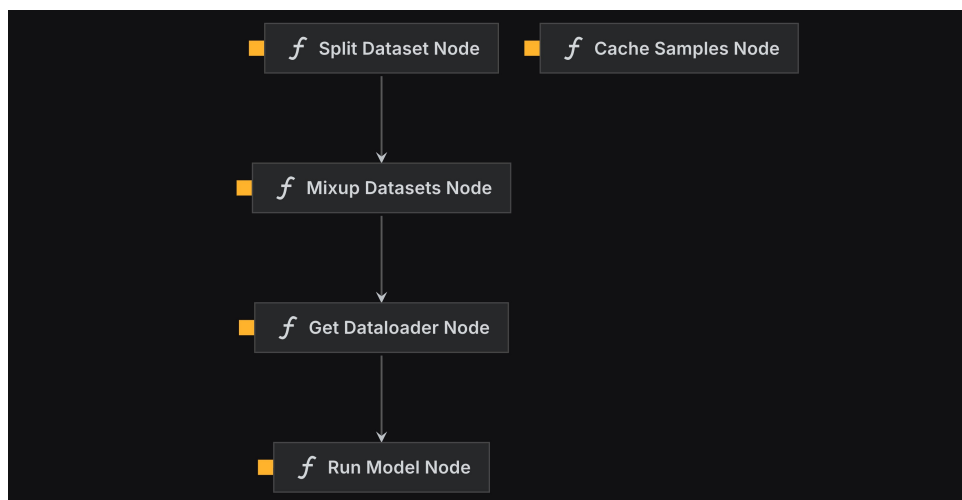 Split Dataset Node
Cache Samples Node
Mixup Datasets Node
Get Dataloader Node
Run Model Node